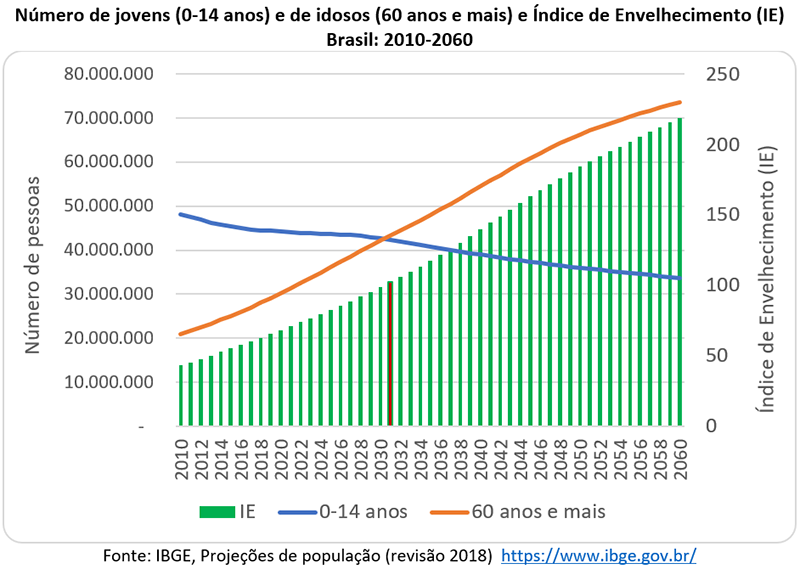 Número de jovens (0-14 anos) e de idosos (60 anos e mais) e Índice de Envelhecimento (IE)
Brasil: 2010-2060
80.000.000
70.000.000
60.000.000
50.000.000
40.000.000
30.000.000
20.000.000
10.000.000
-
Número de pessoas
250
200
150
100
50
0
Índice de Envelhecimento (IE)
2010 2012 2014 2016 2018 2020 2022 2024 2026 2028 2030 2032 2034 2036 2038 2040 2042 2044 2046 2048 2050 2052 2054 2056 2058 2060
IE 0-14 anos 60 anos e mais
Fonte: IBGE, Projeções de população (revisão 2018) https://www.ibge.gov.br/